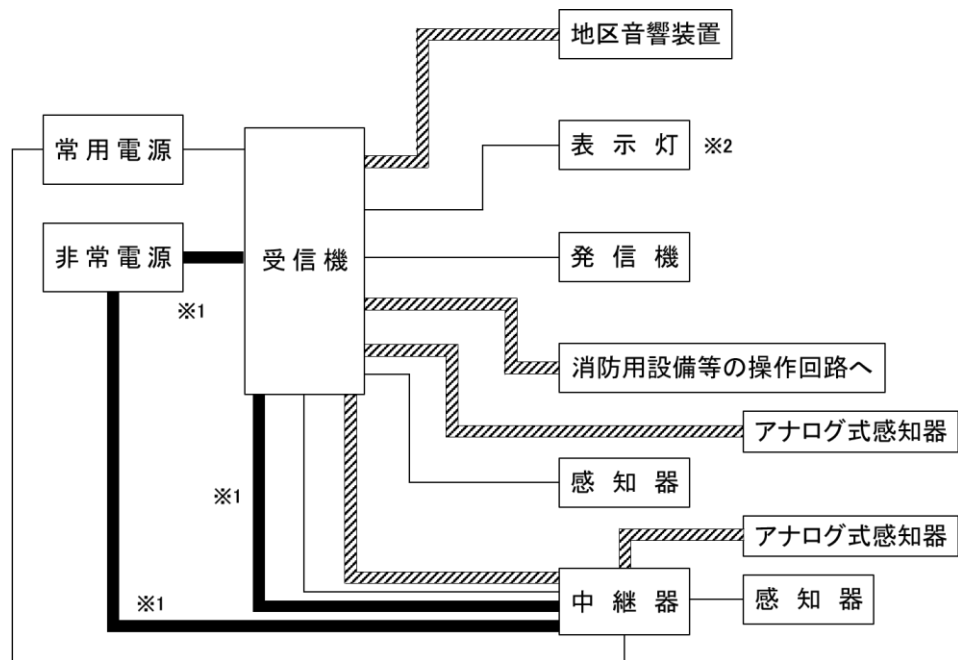 地区音響装置
常用電源
表示灯 ※2
非常電源
受信機
発信機
※1
消防用設備等の操作回路へ
アナログ式感知器
感知器
※1
アナログ式感知器
中継器
感知器
※1